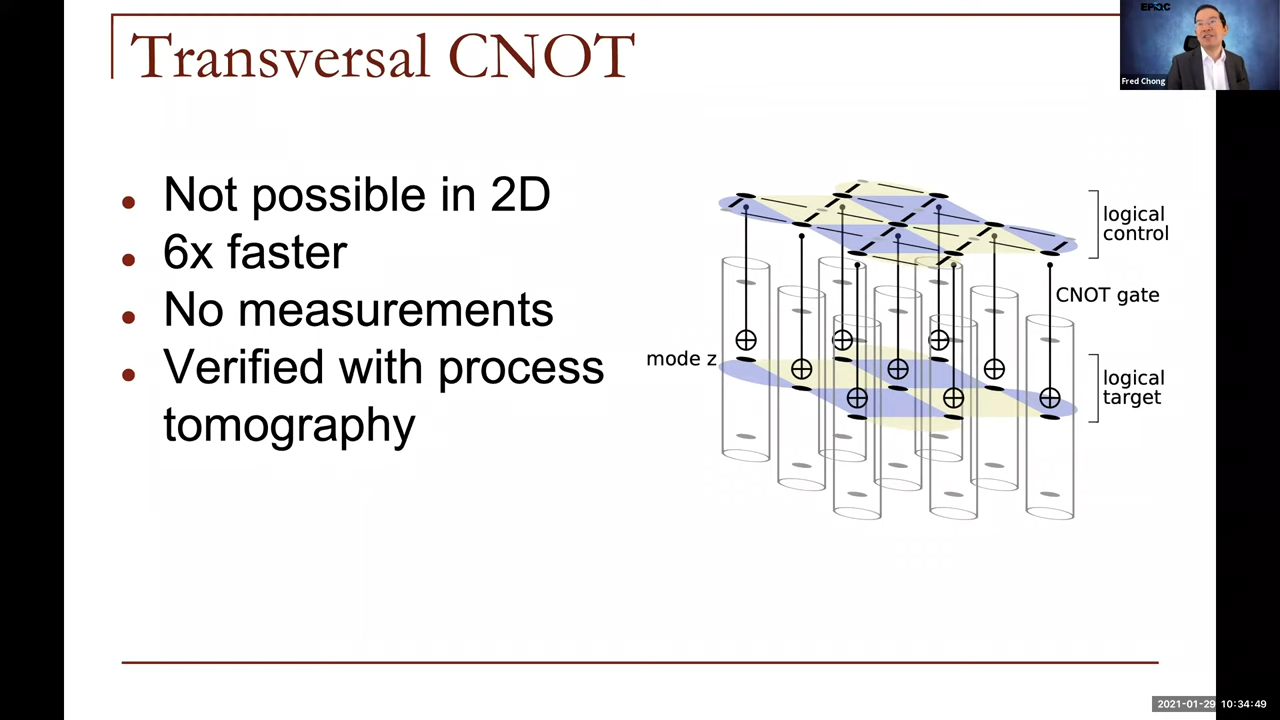 Transversal CNOT
EPiQC
Fred Chong
Not possible in 2D
6x faster
No measurements
Verified with process
tomography
logical
control
CNOT gate
mode z
logical
target
2021-01-29 10:34:49